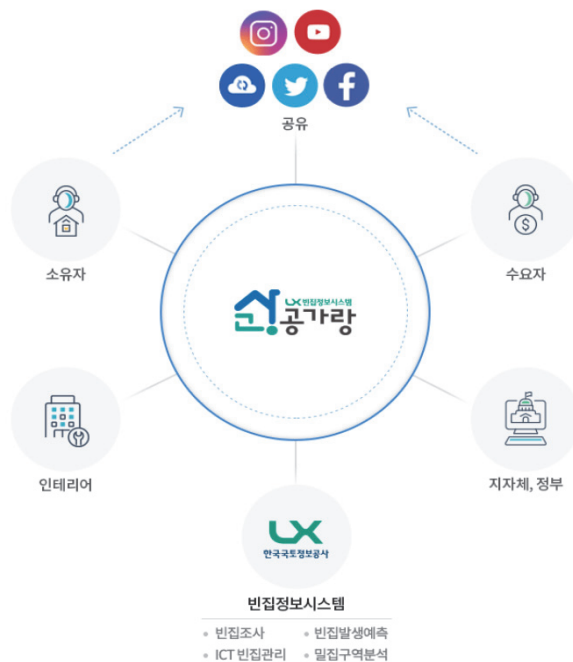 공유
소유자
수요자
LX 빈집정보시스템
공가랑
인테리어
지자체, 정부
LX
한국국토정보공사
빈집정보시스템
• 빈집조사 • 빈집발생예측
• ICT 빈집관리 • 밀집구역분석